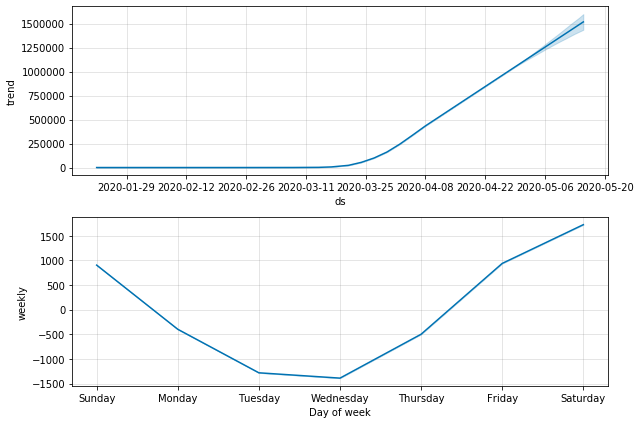 1500000
1250000
1000000
750000
500000
250000
0
trend
2020-01-29 2020-02-12 2020-02-26 2020-03-11 2020-03-25 2020-04-08 2020-04-22 2020-05-06 2020-05-20
ds
1500
1000
500
0
−500
−1000
−1500
weekly
Sunday Monday Tuesday Wednesday Thursday Friday Saturday
Day of week